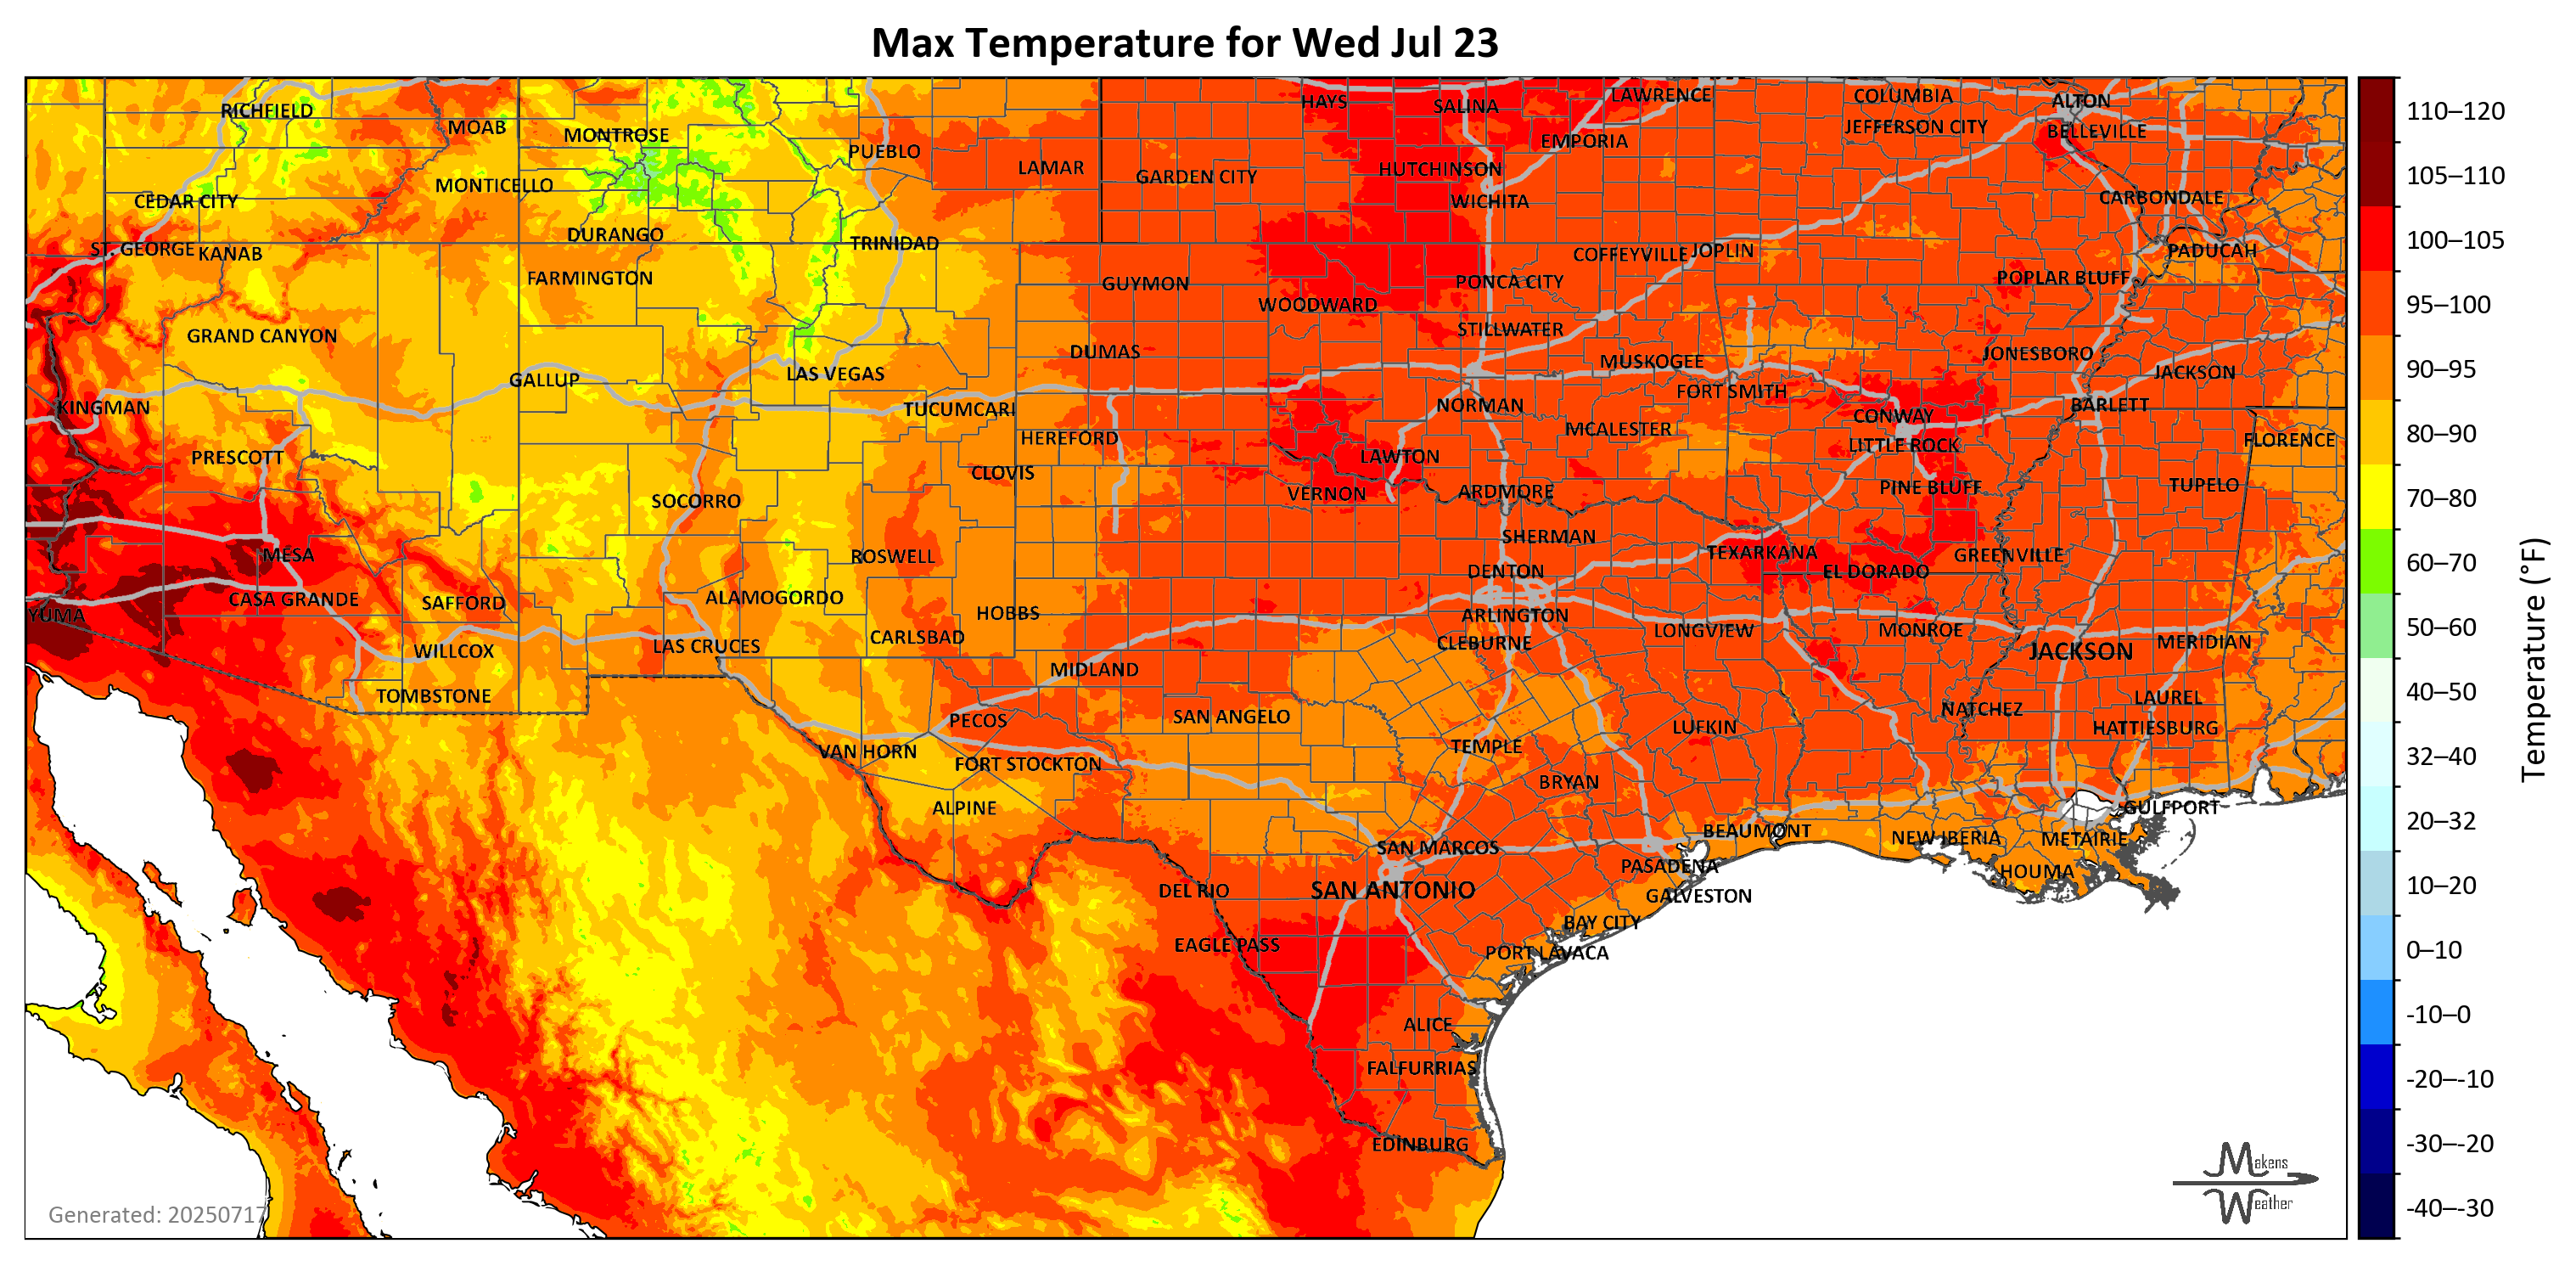 Max Temperature for Wed Jul 23
RICHFIELD
MOAB
MONTROSE
PUEBLO
LAMAR
HAYS
SALINA
LAWRENCE
COLUMBIA
ALTON
EMPORIA
JEFFERSON CITY
BELLEVILLE
GARDEN CITY
HUTCHINSON
MONTICELLO
CEDAR CITY
WICHITA
CARBONDALE
DURANGO
TRINIDAD
ST. GEORGE
KANAB
COFFEYVILLE
JOPLIN
PADUCAH
FARMINGTON
GUYMON
PONCA CITY
POPLAR BLUFF
WOODWARD
GRAND CANYON
STILLWATER
DUMAS
MUSKOGEE
JONESBORO
GALLUP
LAS VEGAS
FORT SMITH
JACKSON
KINGMAN
TUCUMCARI
NORMAN
CONWAY
BARLETT
HEREFORD
MCALESTER
LITTLE ROCK
FLORENCE
PRESCOTT
CLOVIS
LAWTON
SOCORRO
VERNON
ARDMORE
PINE BLUFF
TUPELO
SHERMAN
MESA
ROSWELL
TEXARKANA
GREENVILLE
DENTON
EL DORADO
CASA GRANDE
SAFFORD
ALAMOGORDO
HOBBS
YUMA
ARLINGTON
WILLCOX
LAS CRUCES
CARLSBAD
CLEBURNE
LONGVIEW
MONROE
JACKSON
MERIDIAN
MIDLAND
TOMBSTONE
PECOS
SAN ANGELO
LUFKIN
NATCHEZ
LAUREL
HATTIESBURG
VAN HORN
FORT STOCKTON
TEMPLE
BRYAN
ALPINE
GULFPORT
BEAUMONT
NEW IBERIA
METAIRIE
SAN MARCOS
PASADENA
HOUMA
DEL RIO
SAN ANTONIO
GALVESTON
BAY CITY
EAGLE PASS
PORT LAVACA
ALICE
FALFURRIAS
EDINBURG
Generated: 20250717
Makens
Weather
110–120
105–110
100–105
95–100
90–95
80–90
70–80
60–70
50–60
40–50
32–40
20–32
10–20
0–10
-10–0
-20–-10
-30–-20
-40–-30
Temperature (°F)